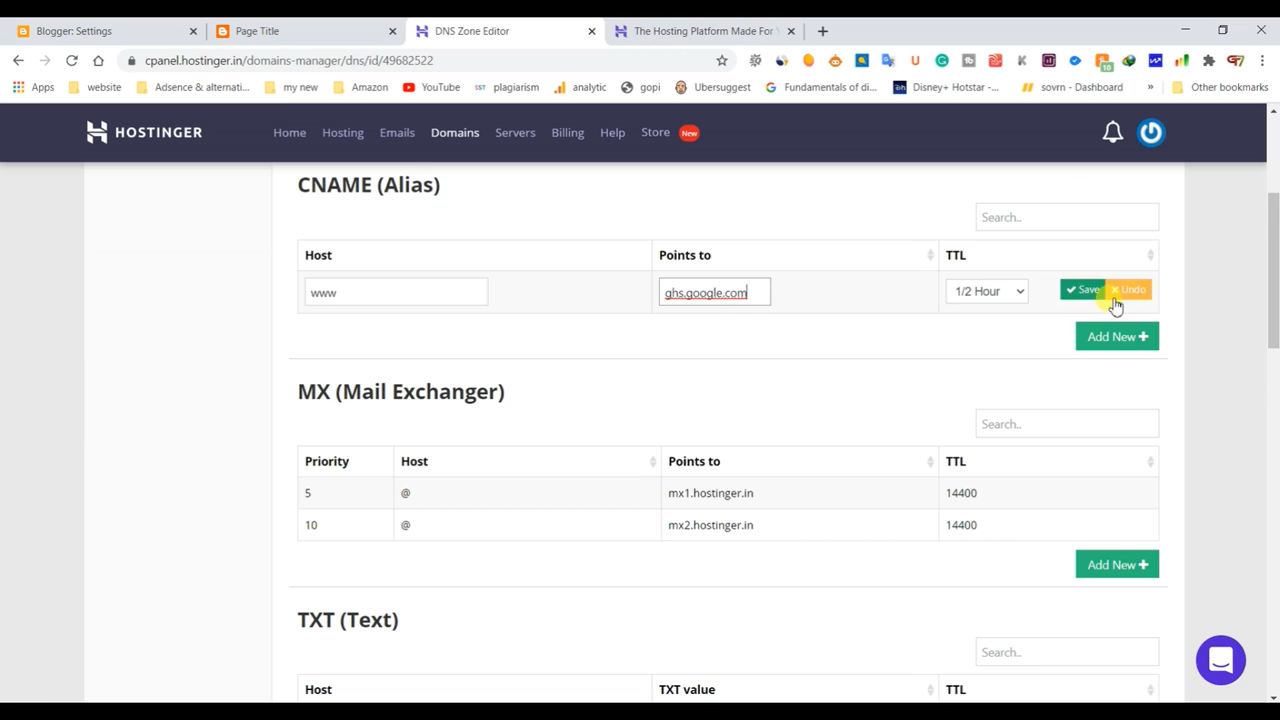 Blogger: Settings
Page Title
DNS Zone Editor
The Hosting Platform Made For Y
cpanel.hostinger.in/domains-manager/dns/id/49682522
10
Apps
website
Adsence & alternati...
my new
Amazon
YouTube
SST
plagiarism
analytic
gopi
Ubersuggest
Fundamentals of di...
Disney+ Hotstar -...
sovrn - Dashboard
»
Other bookmarks
HOSTINGER
Home
Hosting
Emails
Domains
Servers
Billing
Help
Store
New
CNAME (Alias)
Search..
Host
Points to
TTL
www
ghs.google.com
1/2 Hour
Save
Undo
Add New
MX (Mail Exchanger)
Search..
Priority
Host
Points to
TTL
5
@
mx1.hostinger.in
14400
10
@
mx2.hostinger.in
14400
Add New
TXT (Text)
Search..
Host
TXT value
TTL